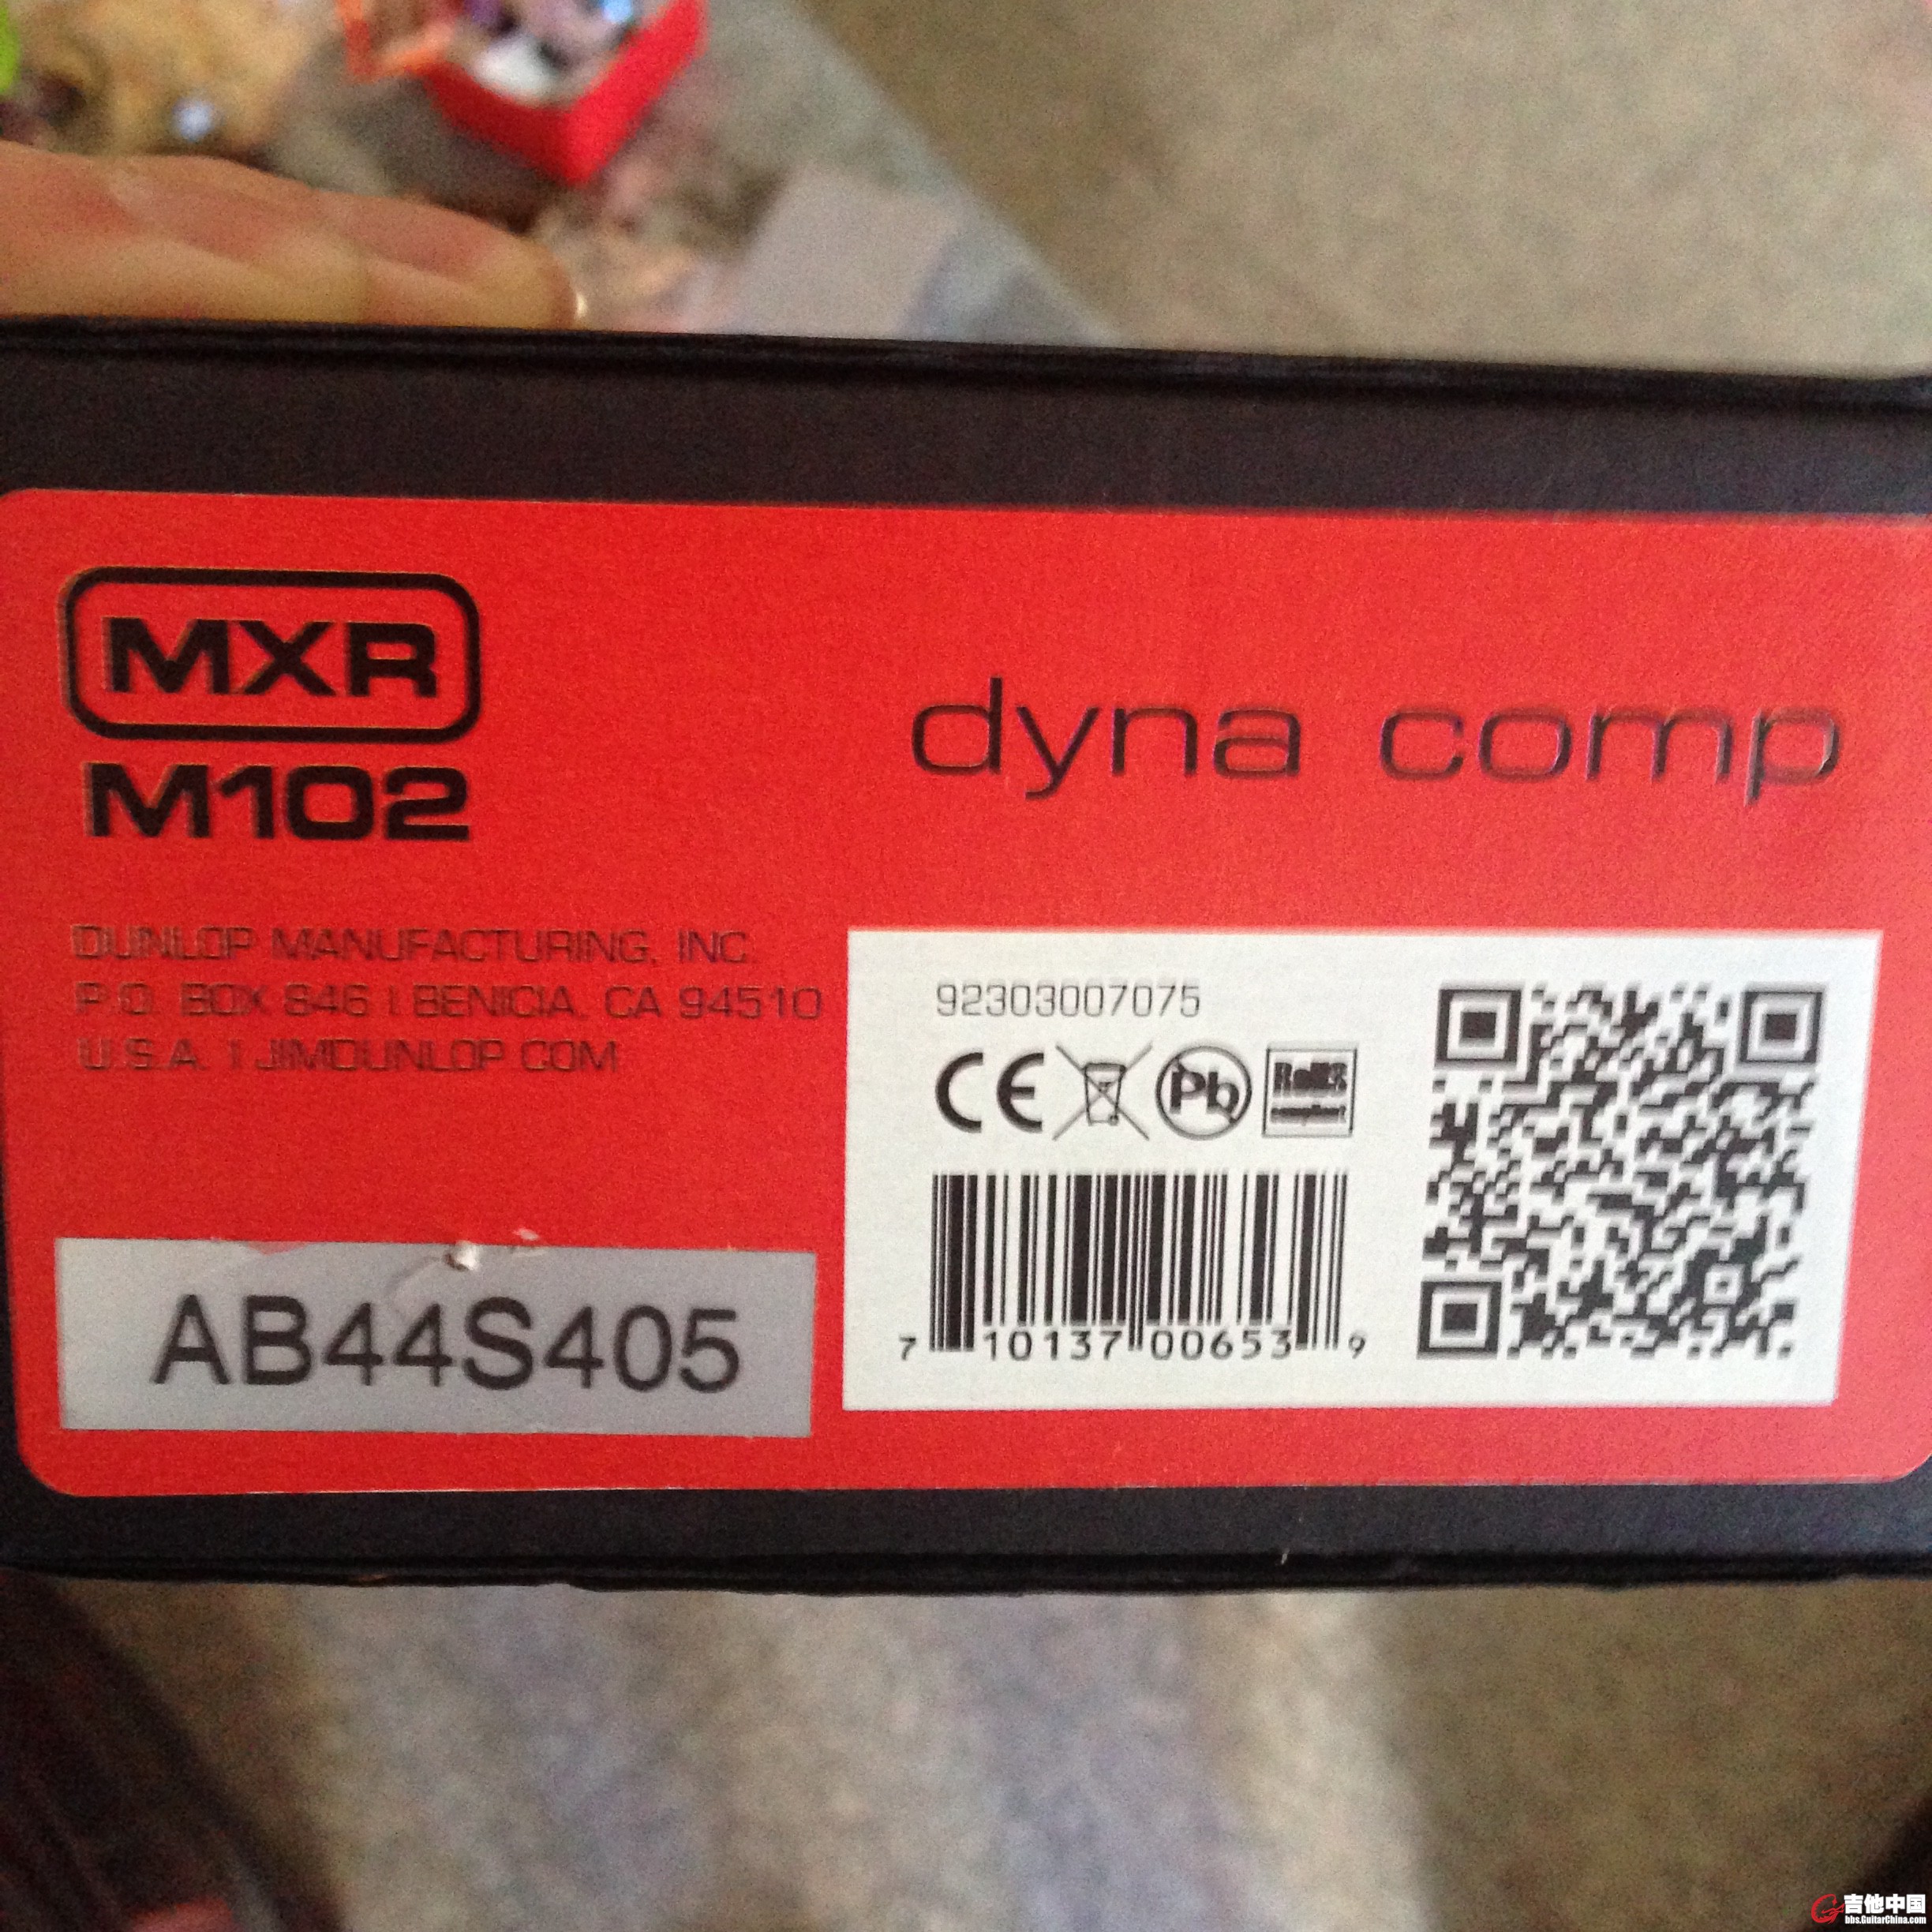 MXR
M102
dyna comp
DUNLOP MANUFACTURING, INC.
P.O. BOX 846 | BENICIA, CA 94510
U.S.A. | JIMDUNLOP.COM
92303007075
CE Pb RoHS
compliant
AB44S405
7 10137 00653 9
吉他中国
bbs.GuitarChina.com